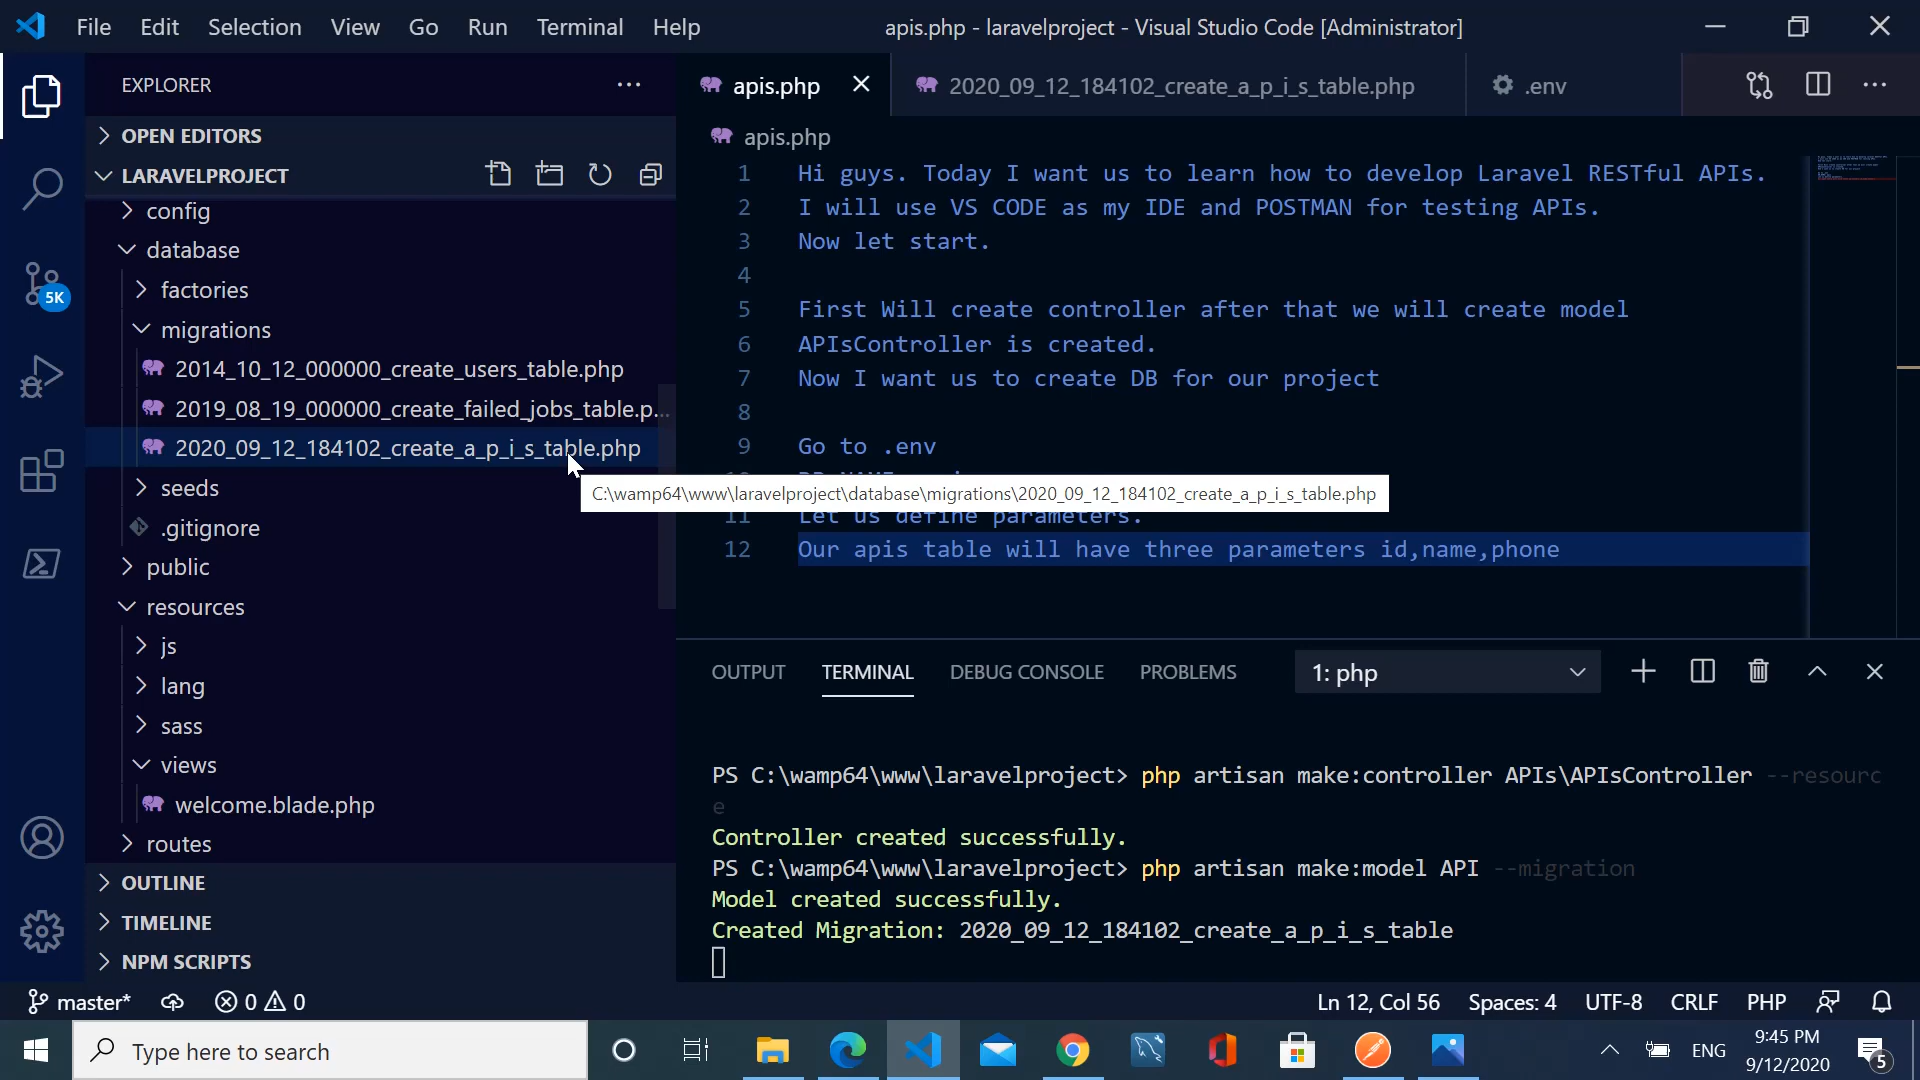 File Edit Selection View Go Run Terminal Help
apis.php - laravelproject - Visual Studio Code [Administrator]
EXPLORER
OPEN EDITORS
LARAVELPROJECT
config
database
factories
migrations
2014_10_12_000000_create_users_table.php
2019_08_19_000000_create_failed_jobs_table.p...
2020_09_12_184102_create_a_p_i_s_table.php
seeds
.gitignore
public
resources
js
lang
sass
views
welcome.blade.php
routes
OUTLINE
TIMELINE
NPM SCRIPTS
5K
apis.php
2020_09_12_184102_create_a_p_i_s_table.php
.env
apis.php
1 Hi guys. Today I want us to learn how to develop Laravel RESTful APIs.
2 I will use VS CODE as my IDE and POSTMAN for testing APIs.
3 Now let start.
4
5 First Will create controller after that we will create model
6 APIsController is created.
7 Now I want us to create DB for our project
8
9 Go to .env
C:\wamp64\www\laravelproject\database\migrations\2020_09_12_184102_create_a_p_i_s_table.php
11 Let us define parameters.
12 Our apis table will have three parameters id,name,phone
OUTPUT TERMINAL DEBUG CONSOLE PROBLEMS
1: php
PS C:\wamp64\www\laravelproject> php artisan make:controller APIs\APIsController --resourc
e
Controller created successfully.
PS C:\wamp64\www\laravelproject> php artisan make:model API --migration
Model created successfully.
Created Migration: 2020_09_12_184102_create_a_p_i_s_table
master* 0 0
Ln 12, Col 56 Spaces: 4 UTF-8 CRLF PHP
Type here to search
ENG
9:45 PM
9/12/2020
5